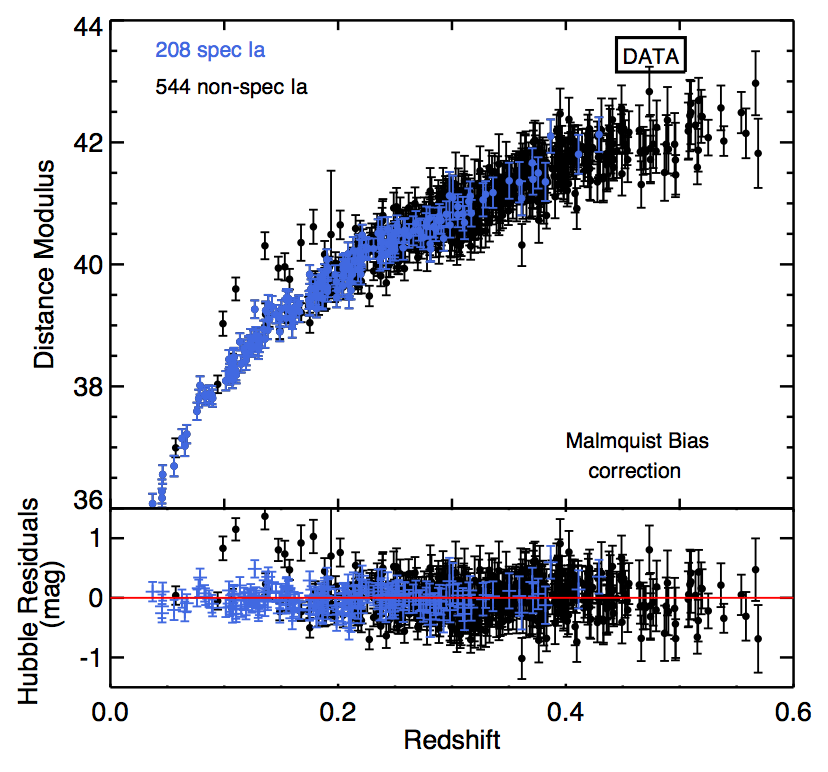 44
208 spec Ia
DATA
544 non-spec Ia
42
Distance Modulus
40
38
Malmquist Bias
correction
36
1
Hubble Residuals
(mag)
0
-1
0.0
0.2
0.4
0.6
Redshift